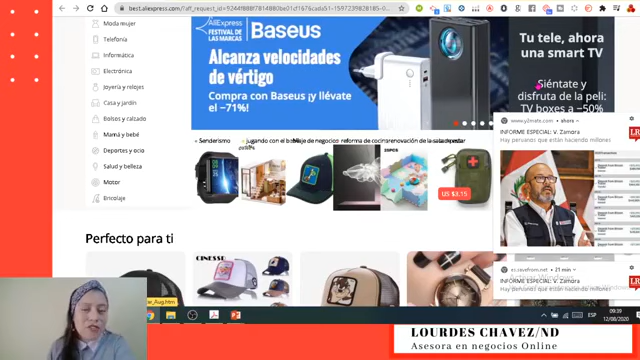 best.aliexpress.com/
Moda mujer
Telefonía
Informática
Electrónica
Joyería y relojes
Casa y jardín
Bolsos y calzado
Mamá y bebé
Deportes y ocio
Salud y belleza
Motor
Bricolaje
AliExpress
FESTIVAL DE
LAS MARCAS
Baseus
Alcanza velocidades
de vértigo
Compra con Baseus ¡y llévate
el −71%!
Tu tele, ahora
una smart TV
Siéntate y
disfruta de la peli:
TV boxes a −50%
Senderismo
US $3,15
Perfecto para ti
www.y2mate.com • ahora
INFORME ESPECIAL: V. Zamora
Hay peruanos que están haciendo millones
es.savefrom.net • 21 min
INFORME ESPECIAL: V. Zamora
Hay peruanos que están haciendo millones
ESP
09:39
12/08/2020
LOURDES CHAVEZ/ND
Asesora en negocios Online